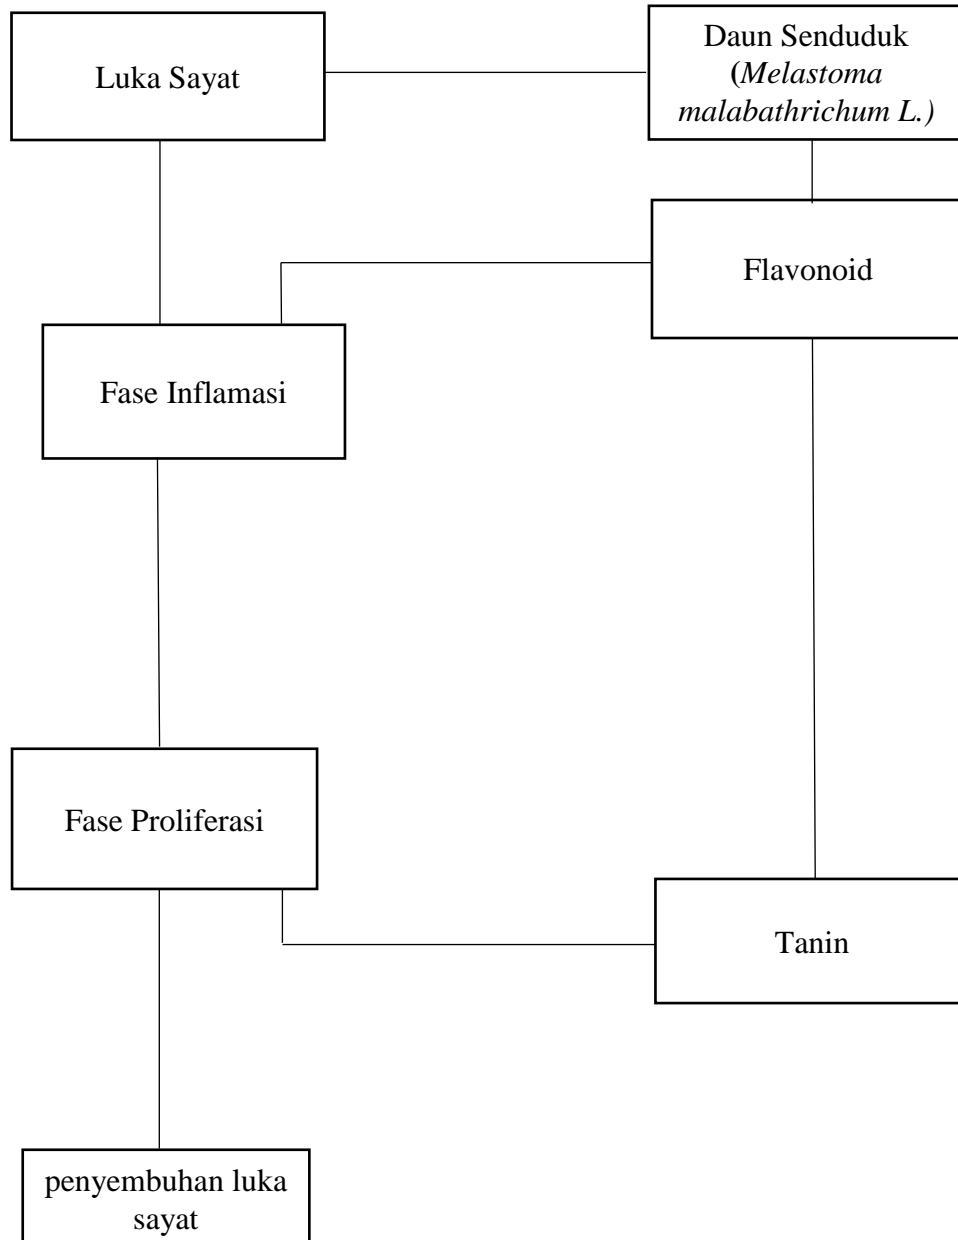 Luka Sayat
Daun Senduduk
(Melastoma
malabathrichum L.)
Flavonoid
Fase Inflamasi
Fase Proliferasi
Tanin
penyembuhan luka
sayat